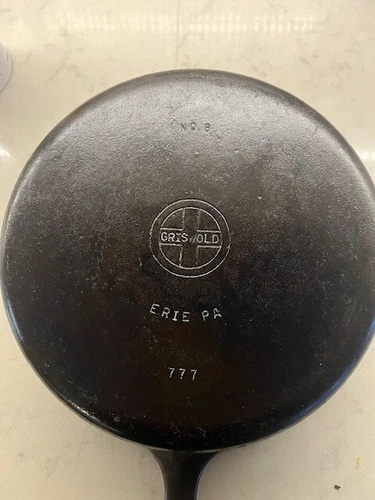 NO. 8
GRISWOLD
ERIE PA
777